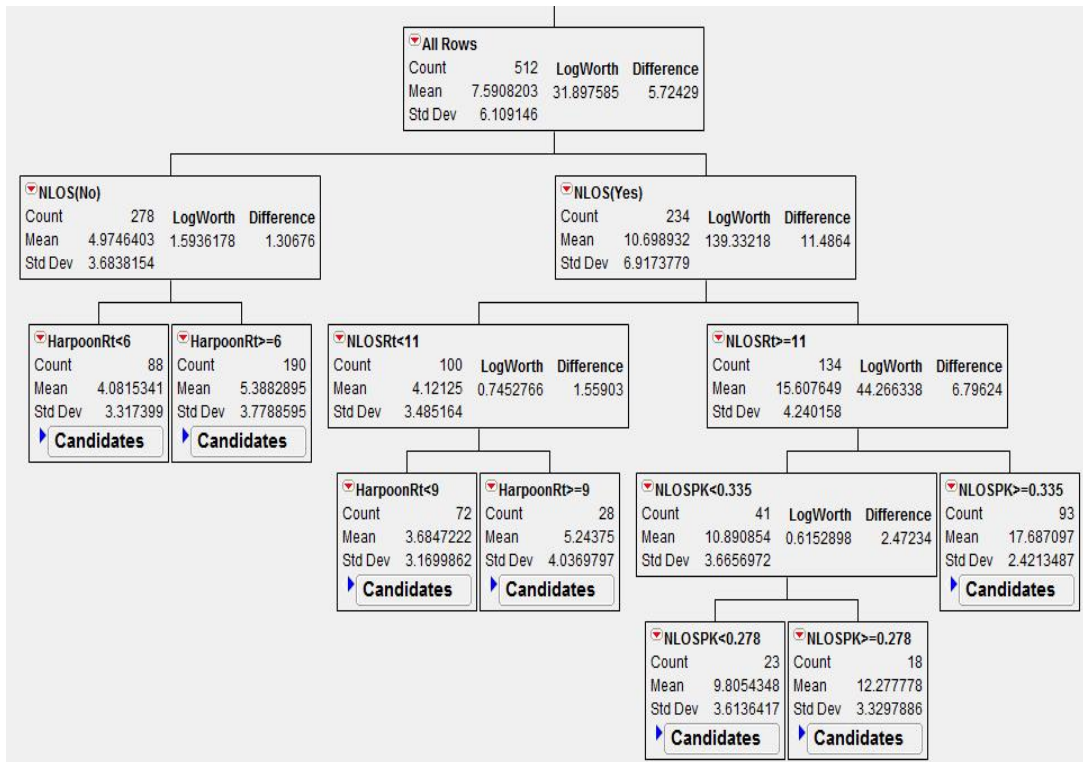 All Rows
Count 512 LogWorth Difference
Mean 7.5908203 31.897585 5.72429
Std Dev 6.109146
NLOS(No)
Count 278 LogWorth Difference
Mean 4.9746403 1.5936178 1.30676
Std Dev 3.6838154
NLOS(Yes)
Count 234 LogWorth Difference
Mean 10.698932 139.33218 11.4864
Std Dev 6.9173779
HarpoonRt<6
Count 88
Mean 4.0815341
Std Dev 3.317399
Candidates
HarpoonRt>=6
Count 190
Mean 5.3882895
Std Dev 3.7788595
Candidates
NLOSRt<11
Count 100 LogWorth Difference
Mean 4.12125 0.7452766 1.55903
Std Dev 3.485164
NLOSRt>=11
Count 134 LogWorth Difference
Mean 15.607649 44.266338 6.79624
Std Dev 4.240158
HarpoonRt<9
Count 72
Mean 3.6847222
Std Dev 3.1699862
Candidates
HarpoonRt>=9
Count 28
Mean 5.24375
Std Dev 4.0369797
Candidates
NLOSPK<0.335
Count 41 LogWorth Difference
Mean 10.890854 0.6152898 2.47234
Std Dev 3.6656972
NLOSPK>=0.335
Count 93
Mean 17.687097
Std Dev 2.4213487
Candidates
NLOSPK<0.278
Count 23
Mean 9.8054348
Std Dev 3.6136417
Candidates
NLOSPK>=0.278
Count 18
Mean 12.277778
Std Dev 3.3297886
Candidates